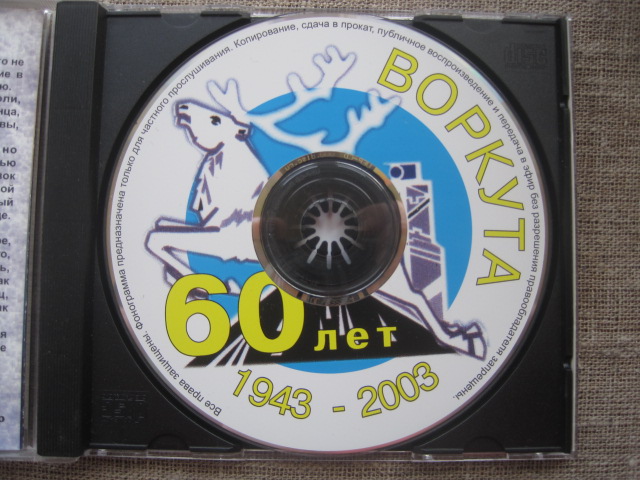 ВОРКУТА
60 лет
1943 - 2003
Все права защищены. Фонограмма предназначена только для частного прослушивания. Копирование, сдача в прокат, публичное воспроизведение и передача в эфир без разрешения правообладателя запрещены.